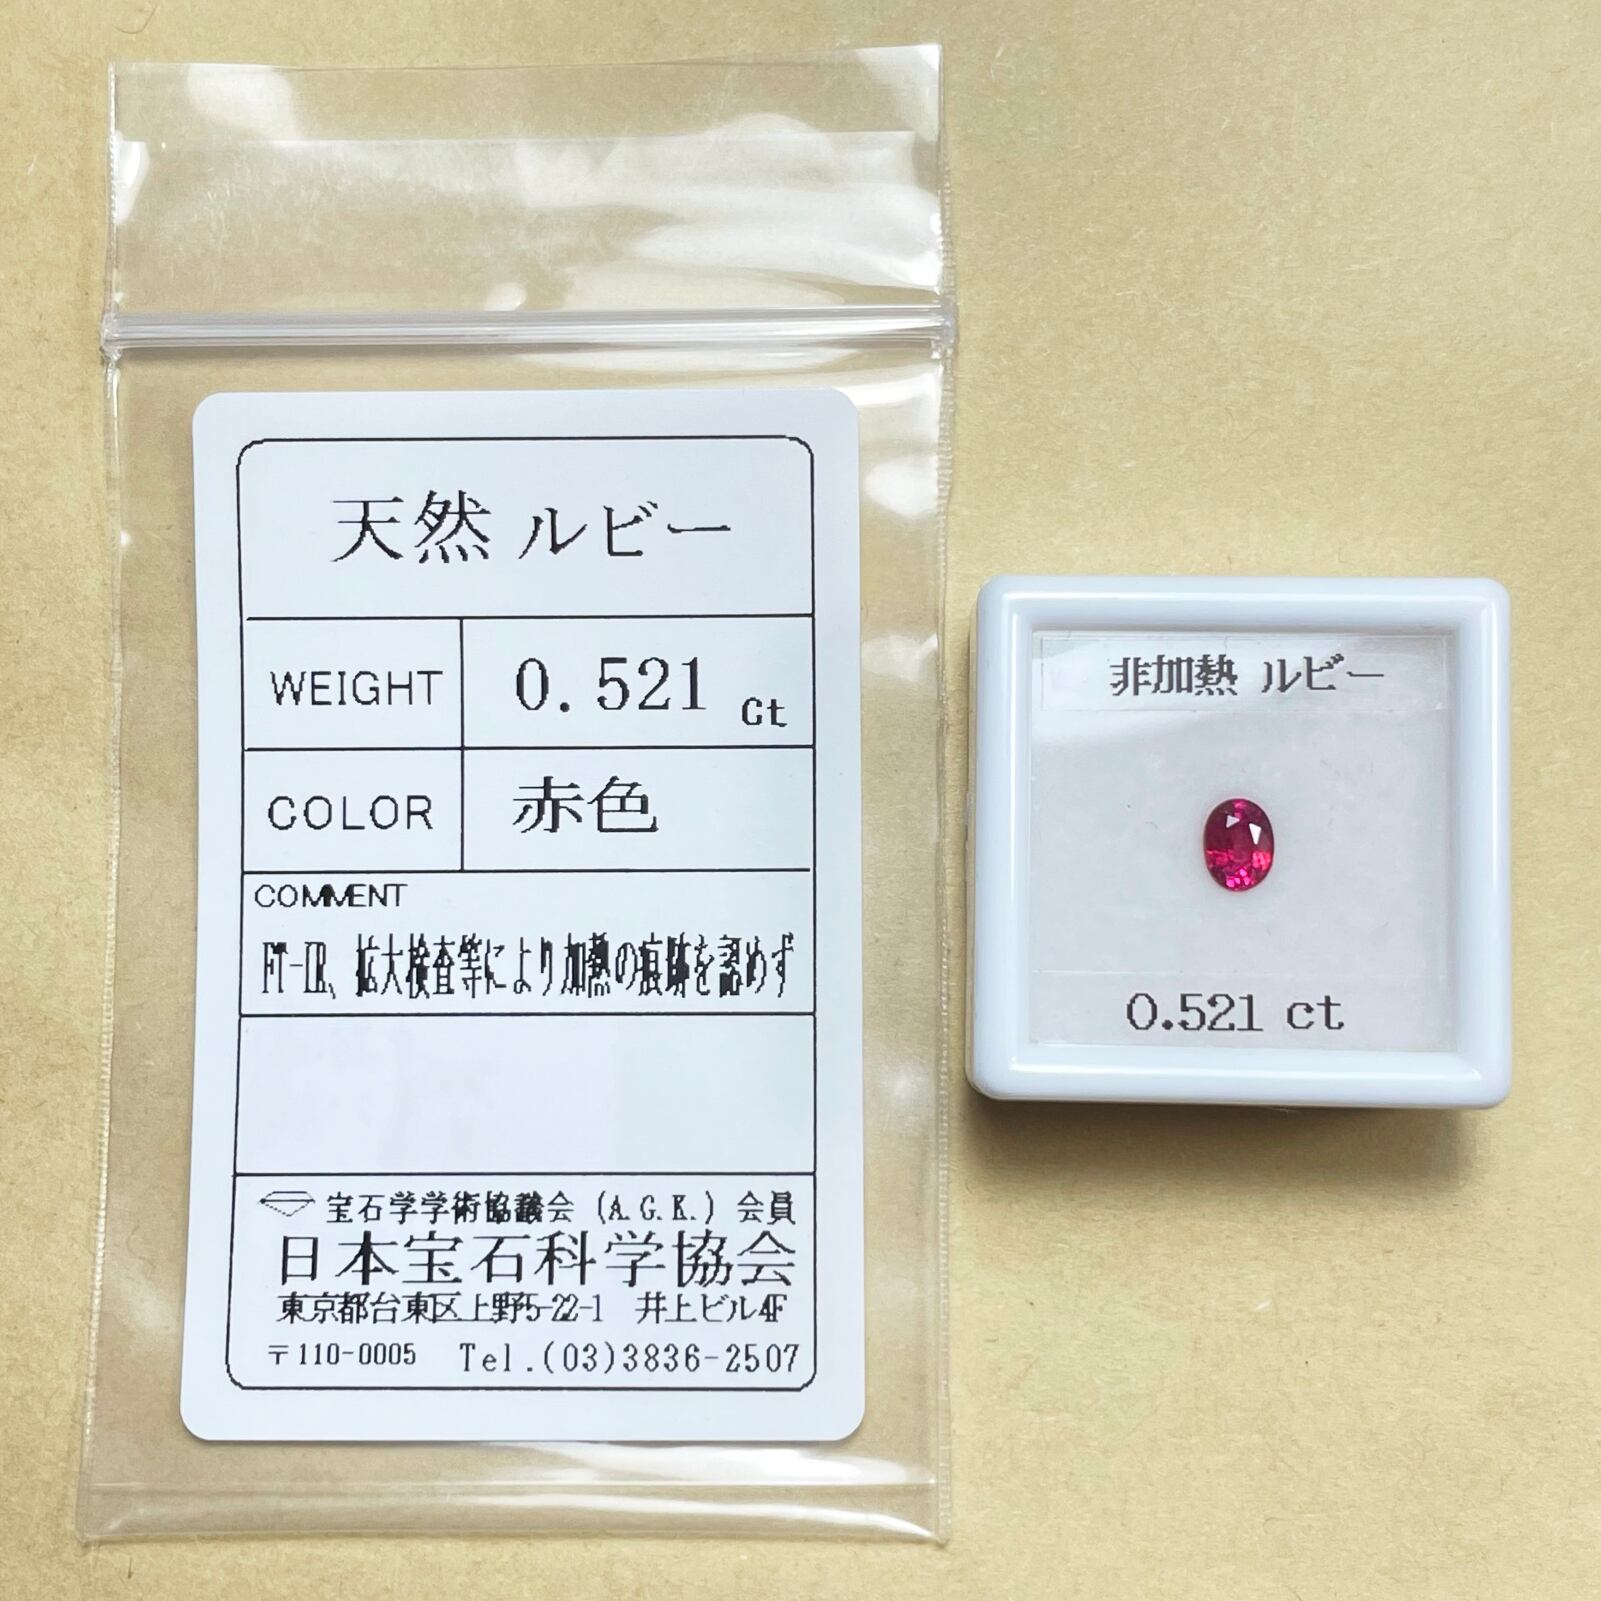 天然 ルビー
WEIGHT 0.521 Ct
COLOR 赤色
COMMENT
FT-IR、拡大検査等により加熱の痕跡を認めず
宝石学学術協議会 (A.G.K.) 会員
日本宝石科学協会
東京都台東区上野5-22-1 井上ビル4F
〒110-0005 Tel.(03)3836-2507
非加熱 ルビー
0.521 ct